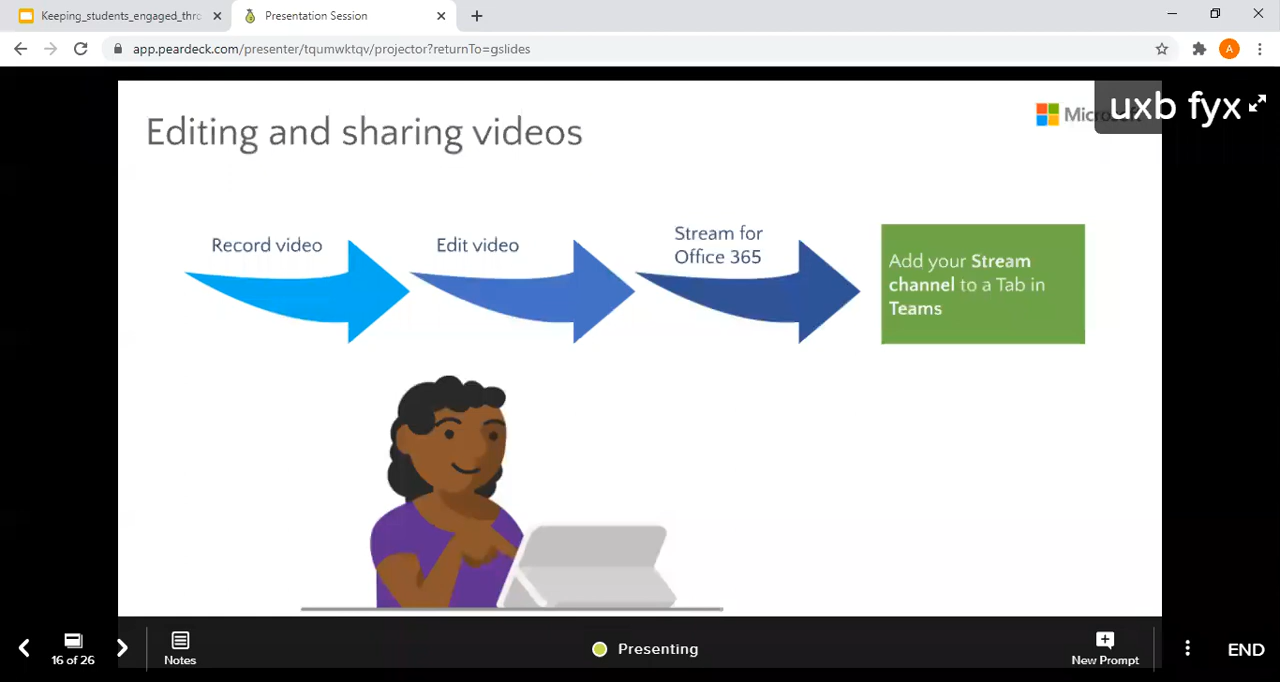 Keeping_students_engaged_thro
Presentation Session
app.peardeck.com/presenter/tqumwktqv/projector?returnTo=gslides
A
Editing and sharing videos
uxb fyx
Record video
Edit video
Stream for
Office 365
Add your Stream
channel to a Tab in
Teams
16 of 26
Notes
Presenting
New Prompt
END